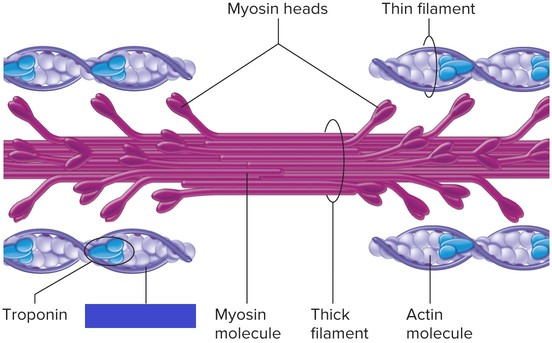 Myosin heads
Thin filament
Troponin
Myosin
molecule
Thick
filament
Actin
molecule